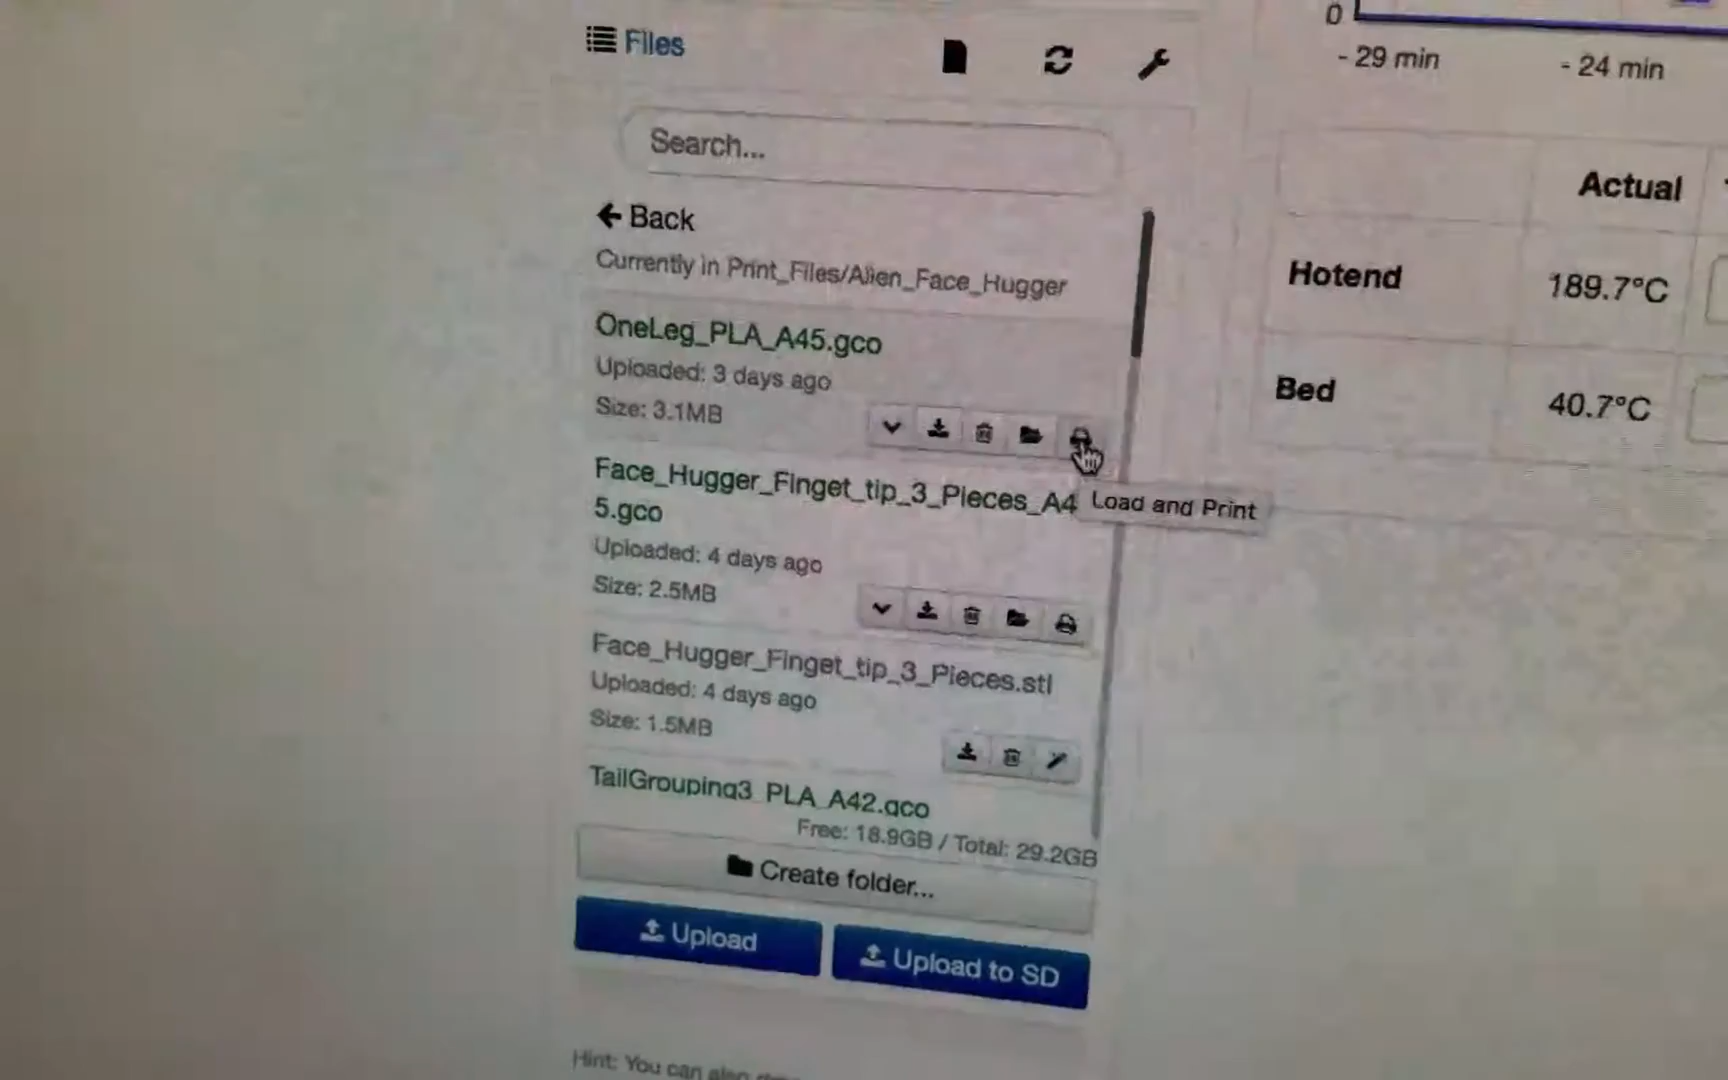 Files
Search...
Back
Currently in Print_Files/Alien_Face_Hugger
OneLeg_PLA_A45.gco
Uploaded: 3 days ago
Size: 3.1MB
Load and Print
Face_Hugger_Finget_tip_3_Pieces_A4
5.gco
Uploaded: 4 days ago
Size: 2.5MB
Face_Hugger_Finget_tip_3_Pieces.stl
Uploaded: 4 days ago
Size: 1.5MB
TailGrouping3_PLA_A42.gco
Free: 18.9GB / Total: 29.2GB
Create folder...
Upload
Upload to SD
Hint: You can also
0
- 29 min
- 24 min
Actual
Hotend
189.7°C
Bed
40.7°C